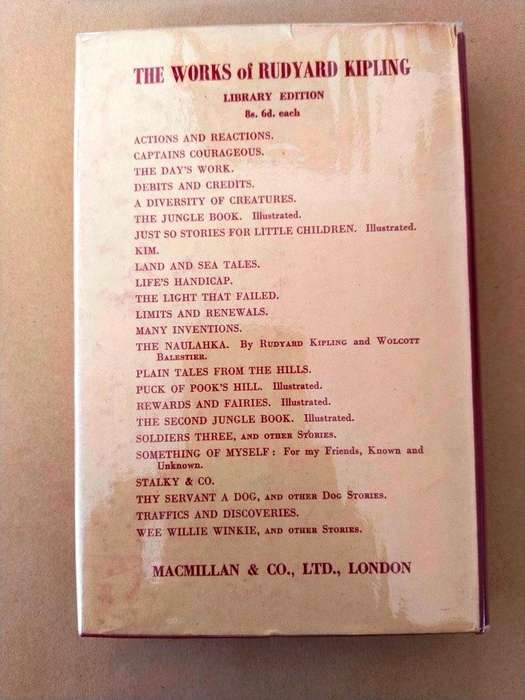 THE WORKS of RUDYARD KIPLING
LIBRARY EDITION
8s. 6d. each
ACTIONS AND REACTIONS.
CAPTAINS COURAGEOUS.
THE DAY'S WORK.
DEBITS AND CREDITS.
A DIVERSITY OF CREATURES.
THE JUNGLE BOOK. Illustrated.
JUST SO STORIES FOR LITTLE CHILDREN. Illustrated.
KIM.
LAND AND SEA TALES.
LIFE'S HANDICAP.
THE LIGHT THAT FAILED.
LIMITS AND RENEWALS.
MANY INVENTIONS.
THE NAULAHKA. By RUDYARD KIPLING and WOLCOTT
BALESTIER.
PLAIN TALES FROM THE HILLS.
PUCK OF POOK'S HILL. Illustrated.
REWARDS AND FAIRIES. Illustrated.
THE SECOND JUNGLE BOOK. Illustrated.
SOLDIERS THREE, AND OTHER STORIES.
SOMETHING OF MYSELF: For my Friends, Known and
Unknown.
STALKY & CO.
THY SERVANT A DOG, AND OTHER DOG STORIES.
TRAFFICS AND DISCOVERIES.
WEE WILLIE WINKIE, AND OTHER STORIES.
MACMILLAN & CO., LTD., LONDON